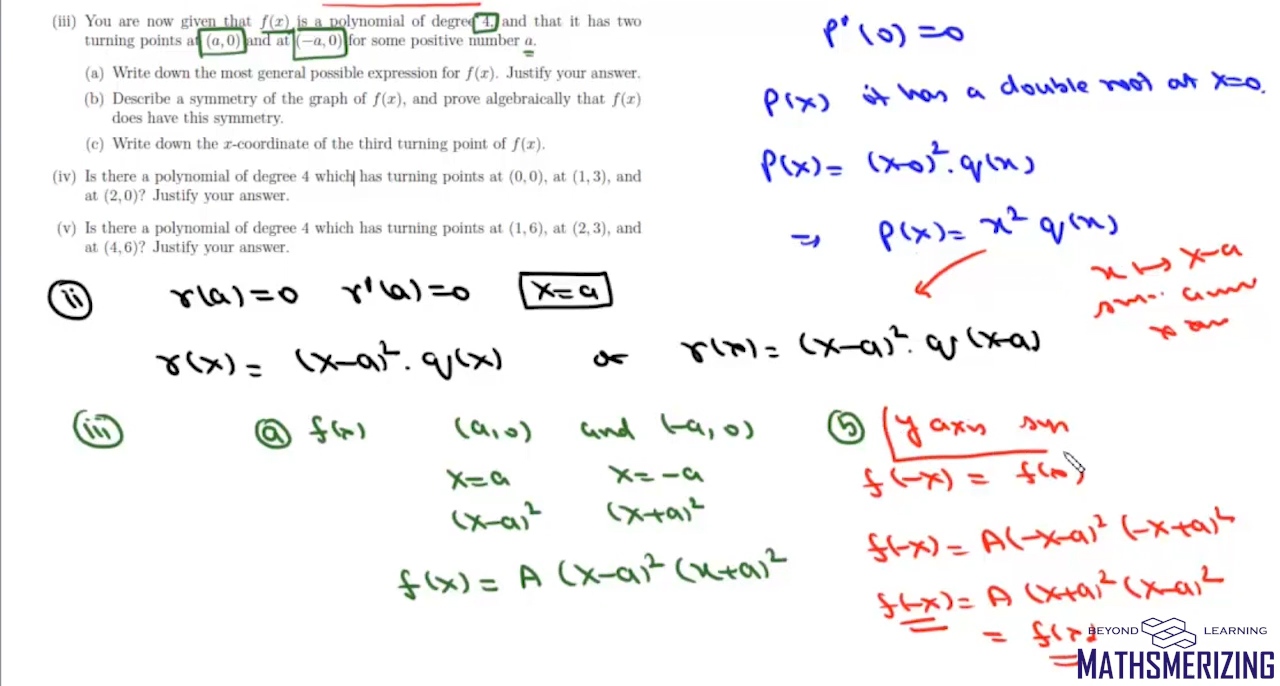 (iii) You are now given that f(x) is a polynomial of degree 4, and that it has two
turning points at (a, 0) and at (−a, 0) for some positive number a.
(a) Write down the most general possible expression for f(x). Justify your answer.
(b) Describe a symmetry of the graph of f(x), and prove algebraically that f(x)
does have this symmetry.
(c) Write down the x-coordinate of the third turning point of f(x).
(iv) Is there a polynomial of degree 4 which has turning points at (0, 0), at (1, 3), and
at (2, 0)? Justify your answer.
(v) Is there a polynomial of degree 4 which has turning points at (1, 6), at (2, 3), and
at (4, 6)? Justify your answer.
p'(0) = 0
p(x) it has a double root at x=0.
p(x) = (x-0)². q(x)
⇒ p(x) = x² q(x)
x ↦ x-a
(ii) r(a)=0 r'(a)=0 x=a
r(x) = (x-a)². q(x) or r(x) = (x-a)². q(x-a)
(iii) (a) f(x) (a,0) and (-a,0)
x=a x=-a
(x-a)² (x+a)²
f(x) = A (x-a)² (x+a)²
(b) y axis sym
f(-x) = f(x)
f(-x) = A(-x-a)² (-x+a)²
f(-x) = A (x+a)² (x-a)²
= f(x)
BEYOND LEARNING
MATHSMERIZING